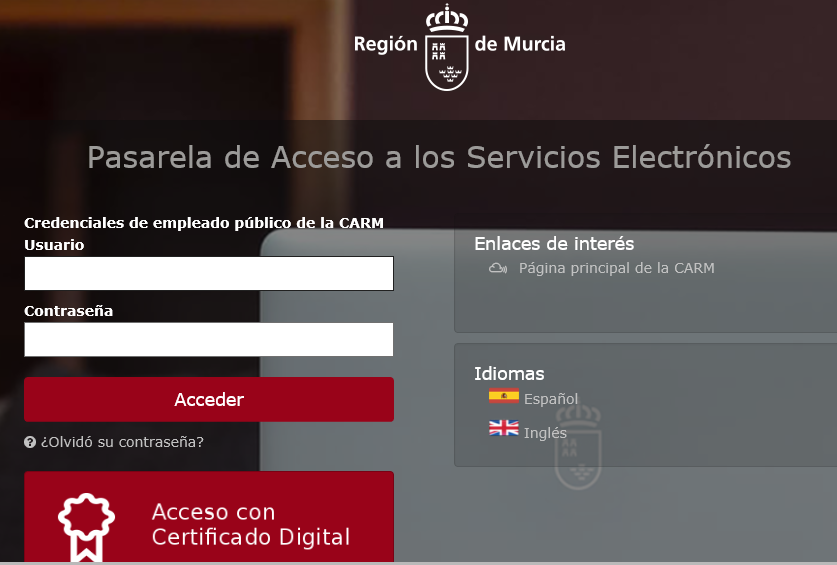 Región de Murcia
Pasarela de Acceso a los Servicios Electrónicos
Credenciales de empleado público de la CARM
Usuario
Contraseña
Acceder
¿Olvidó su contraseña?
Acceso con
Certificado Digital
Enlaces de interés
Página principal de la CARM
Idiomas
Español
Inglés